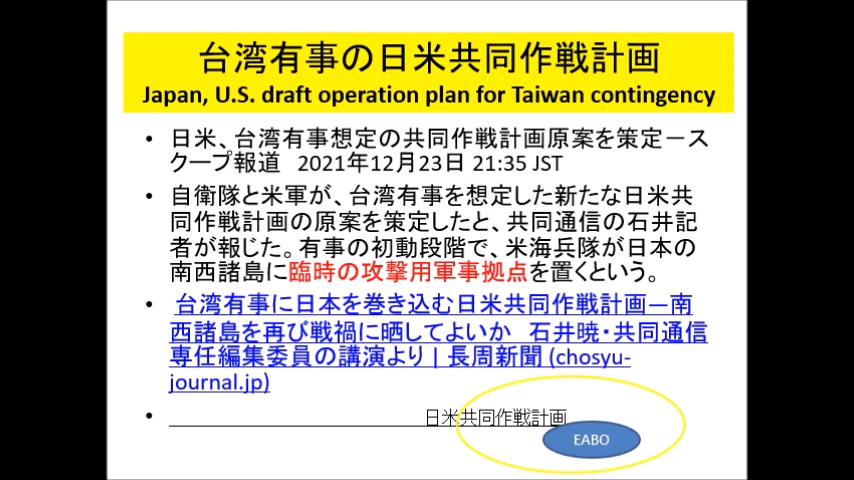 台湾有事の日米共同作戦計画
Japan, U.S. draft operation plan for Taiwan contingency
• 日米、台湾有事想定の共同作戦計画原案を策定－ス
クープ報道 2021年12月23日 21:35 JST
• 自衛隊と米軍が、台湾有事を想定した新たな日米共
同作戦計画の原案を策定したと、共同通信の石井記
者が報じた。有事の初動段階で、米海兵隊が日本の
南西諸島に臨時の攻撃用軍事拠点を置くという。
• 台湾有事に日本を巻き込む日米共同作戦計画―南
西諸島を再び戦禍に晒してよいか 石井暁・共同通信
専任編集委員の講演より | 長周新聞 (chosyu-
journal.jp)
• 日米共同作戦計画
EABO